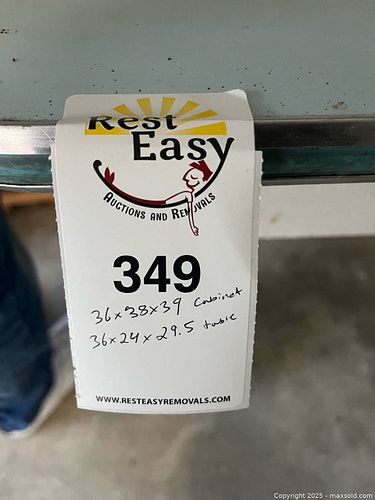 Rest
Easy
AUCTIONS AND REMOVALS
349
36x38x39 cabinet
36x24x29.5 table
WWW.RESTEASYREMOVALS.COM
Copyright 2025 - maxsold.com